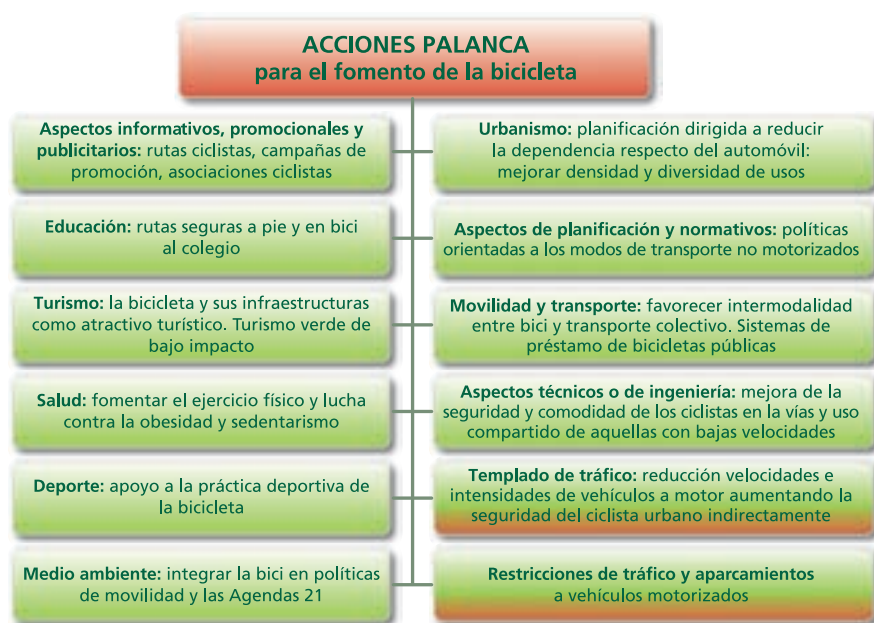 ACCIONES PALANCA
para el fomento de la bicicleta
Aspectos informativos, promocionales y
publicitarios: rutas ciclistas, campañas de
promoción, asociaciones ciclistas
Urbanismo: planificación dirigida a reducir
la dependencia respecto del automóvil:
mejorar densidad y diversidad de usos
Educación: rutas seguras a pie y en bici
al colegio
Aspectos de planificación y normativos: políticas
orientadas a los modos de transporte no motorizados
Turismo: la bicicleta y sus infraestructuras
como atractivo turístico. Turismo verde de
bajo impacto
Movilidad y transporte: favorecer intermodalidad
entre bici y transporte colectivo. Sistemas de
préstamo de bicicletas públicas
Salud: fomentar el ejercicio físico y lucha
contra la obesidad y sedentarismo
Aspectos técnicos o de ingeniería: mejora de la
seguridad y comodidad de los ciclistas en la vías y uso
compartido de aquellas con bajas velocidades
Deporte: apoyo a la práctica deportiva de
la bicicleta
Templado de tráfico: reducción velocidades e
intensidades de vehículos a motor aumentando la
seguridad del ciclista urbano indirectamente
Medio ambiente: integrar la bici en políticas
de movilidad y las Agendas 21
Restricciones de tráfico y aparcamientos
a vehículos motorizados